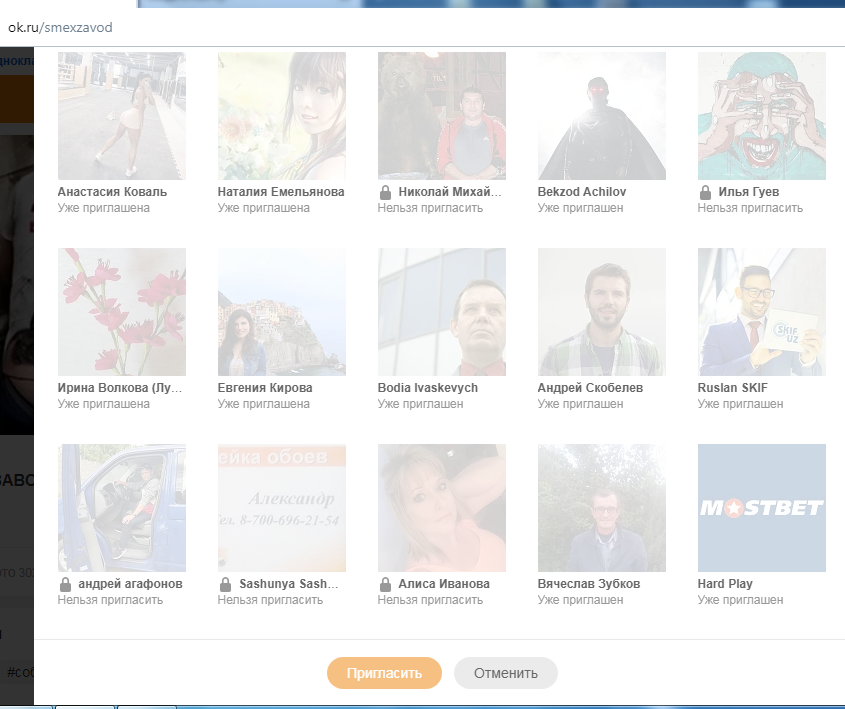 ok.ru/smexzavod
Анастасия Коваль
Уже приглашена
Наталия Емельянова
Уже приглашена
Николай Михай...
Нельзя пригласить
Bekzod Achilov
Уже приглашен
Илья Гуев
Нельзя пригласить
SKIF
UZ
Ирина Волкова (Лу...
Уже приглашена
Евгения Кирова
Уже приглашена
Bodia Ivaskevych
Уже приглашен
Андрей Скобелев
Уже приглашен
Ruslan SKIF
Уже приглашен
ейка обоев
Александр
Тел. 8-700-696-21-54
MOSTBET
андрей агафонов
Нельзя пригласить
Sashunya Sash...
Нельзя пригласить
Алиса Иванова
Нельзя пригласить
Вячеслав Зубков
Уже приглашен
Hard Play
Уже приглашен
#соб
Пригласить
Отменить